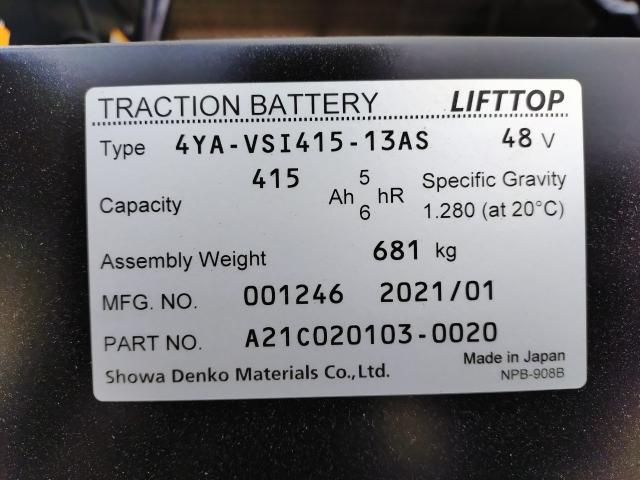 TRACTION BATTERY LIFTTOP
Type 4YA-VSI415-13AS 48 V
Capacity 415 Ah 5 hR Specific Gravity
6 1.280 (at 20°C)
Assembly Weight 681 kg
MFG. NO. 001246 2021/01
PART NO. A21C020103-0020
Showa Denko Materials Co.,Ltd. Made in Japan
NPB-908B